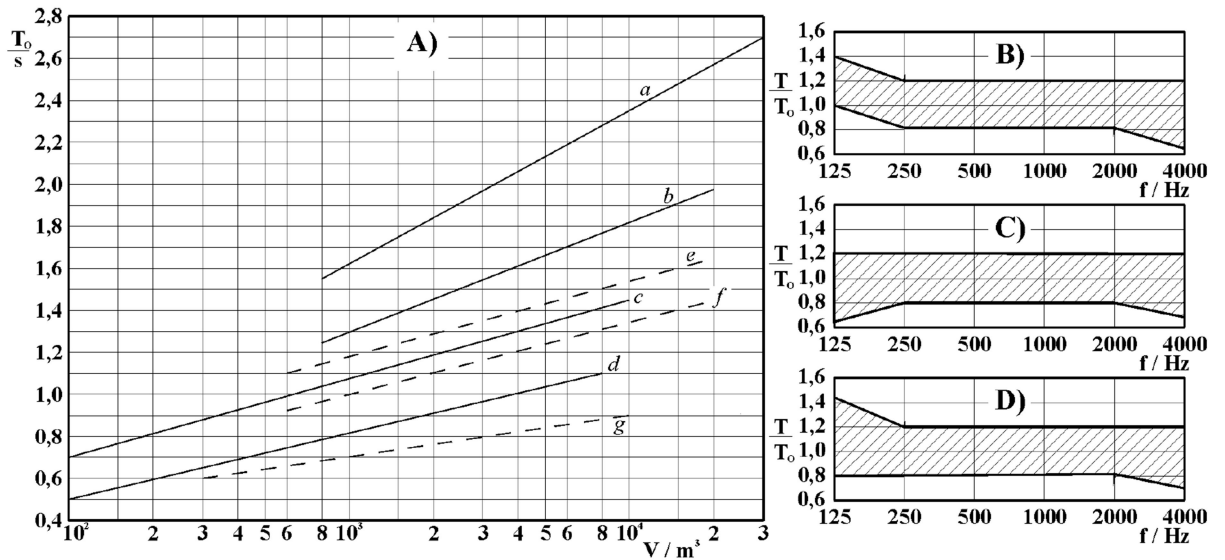 2,8
T₀/s
2,6
2,4
2,2
2,0
1,8
1,6
1,4
1,2
1,0
0,8
0,6
0,4
A)
a
b
e
c
f
d
g
10² 2 3 4 5 6 8 10³ 2 3 4 5 6 8 10⁴ 2 3
V / m³
B)
1,6
1,4
1,2
T/T₀
1,0
0,8
0,6
125 250 500 1000 2000 4000
f / Hz
C)
1,6
1,4
1,2
T/T₀
1,0
0,8
0,6
125 250 500 1000 2000 4000
f / Hz
D)
1,6
1,4
1,2
T/T₀
1,0
0,8
0,6
125 250 500 1000 2000 4000
f / Hz